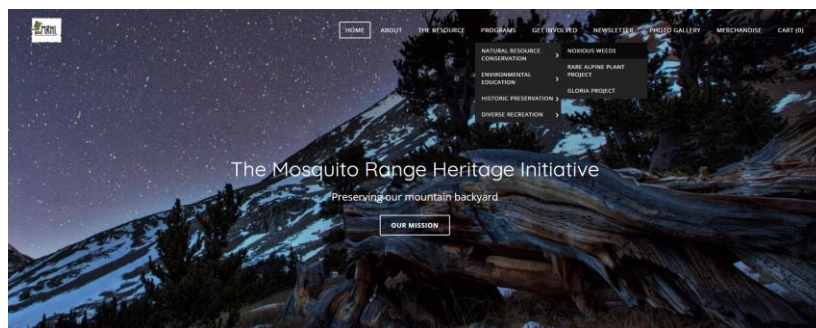 MRHI
HOME ABOUT THE RESOURCE PROGRAMS GET INVOLVED NEWSLETTER PHOTO GALLERY MERCHANDISE CART (0)
NATURAL RESOURCE
CONSERVATION
ENVIRONMENTAL
EDUCATION
HISTORIC PRESERVATION
DIVERSE RECREATION
NOXIOUS WEEDS
RARE ALPINE PLANT
PROJECT
GLORIA PROJECT
The Mosquito Range Heritage Initiative
Preserving our mountain backyard
OUR MISSION